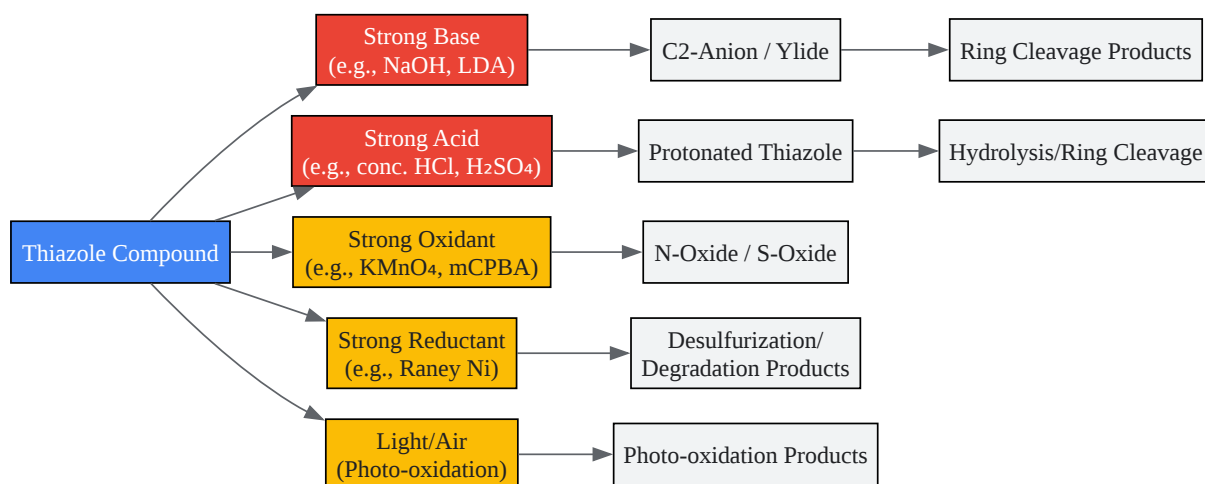 Strong Base
(e.g., NaOH, LDA)
C2-Anion / Ylide
Ring Cleavage Products
Strong Acid
(e.g., conc. HCl, H₂SO₄)
Protonated Thiazole
Hydrolysis/Ring Cleavage
Thiazole Compound
Strong Oxidant
(e.g., KMnO₄, mCPBA)
N-Oxide / S-Oxide
Strong Reductant
(e.g., Raney Ni)
Desulfurization/
Degradation Products
Light/Air
(Photo-oxidation)
Photo-oxidation Products